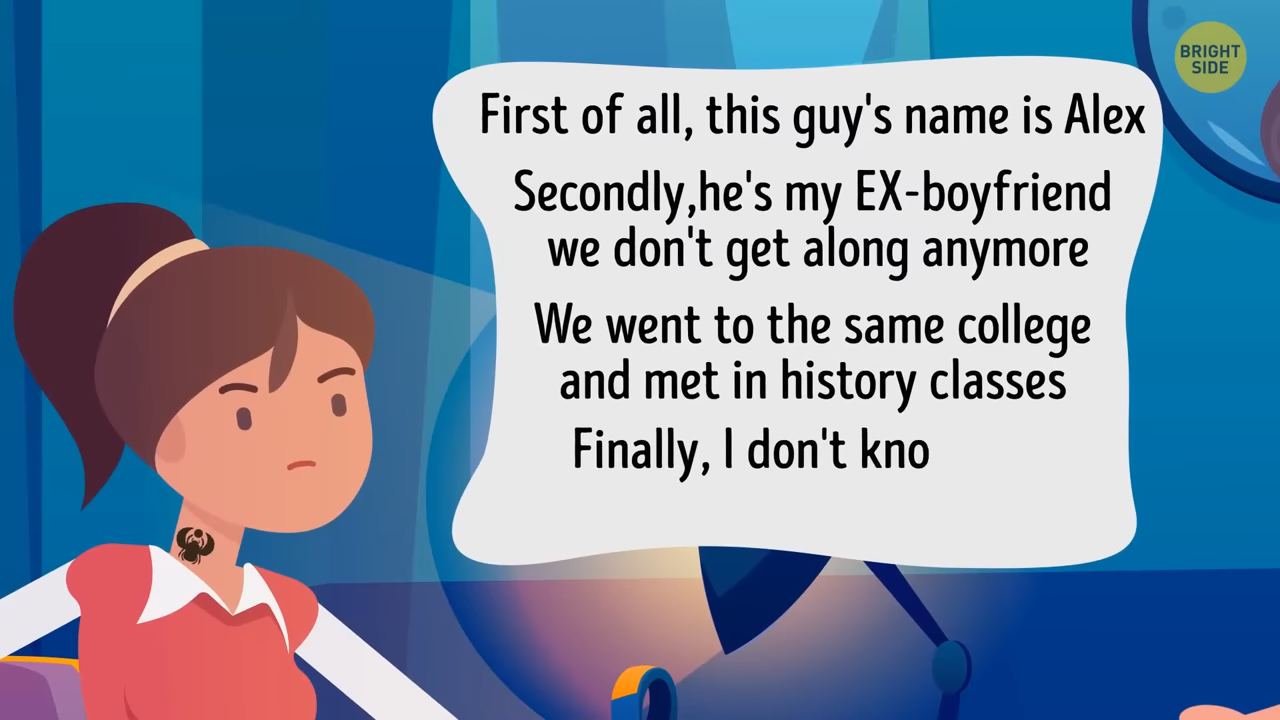 BRIGHT
SIDE
First of all, this guy's name is Alex
Secondly,he's my EX-boyfriend
we don't get along anymore
We went to the same college
and met in history classes
Finally, I don't kno